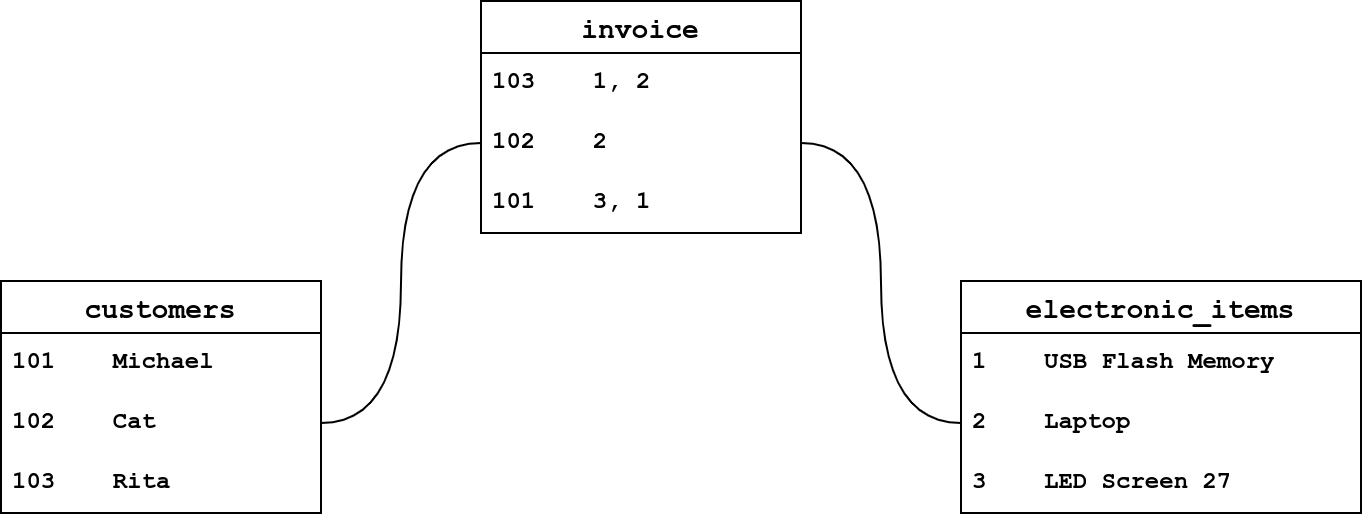 invoice
103 1, 2
102 2
101 3, 1
customers
101 Michael
102 Cat
103 Rita
electronic_items
1 USB Flash Memory
2 Laptop
3 LED Screen 27